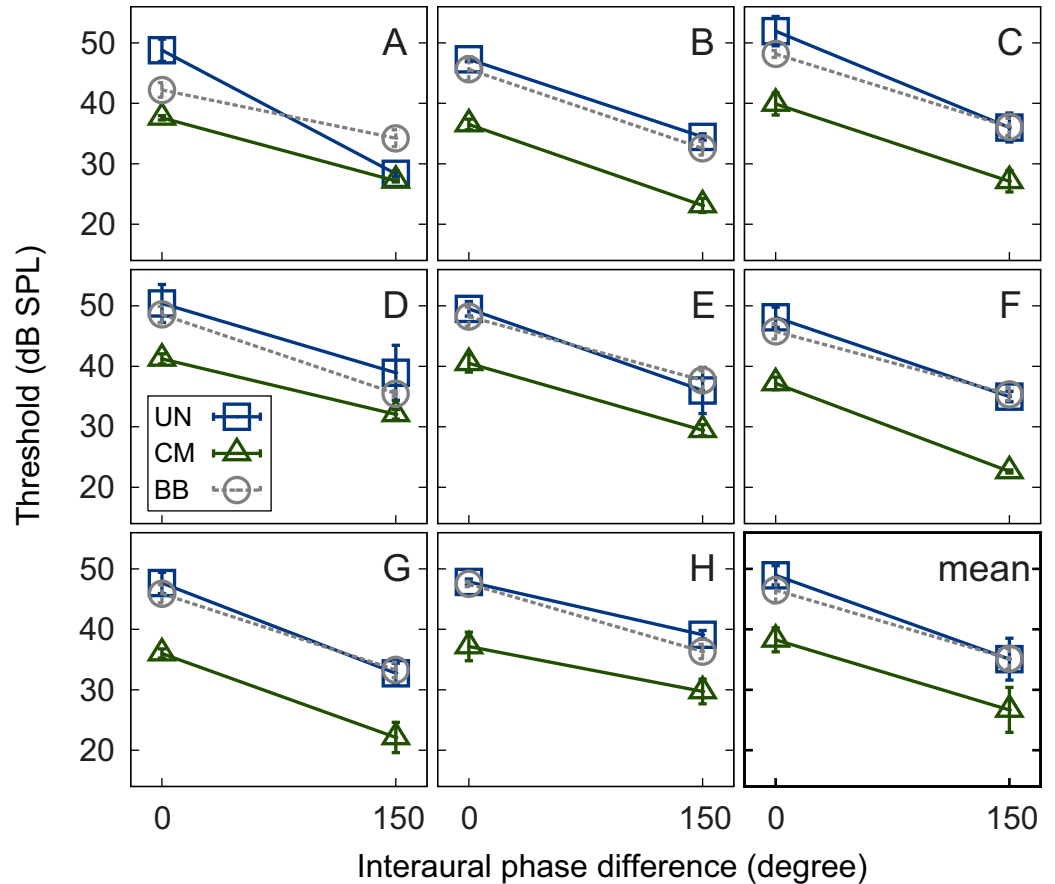 A
B
C
50
40
30
20
D
E
F
50
40
30
20
UN
CM
BB
G
H
mean
50
40
30
20
0
150
0
150
0
150
Threshold (dB SPL)
Interaural phase difference (degree)